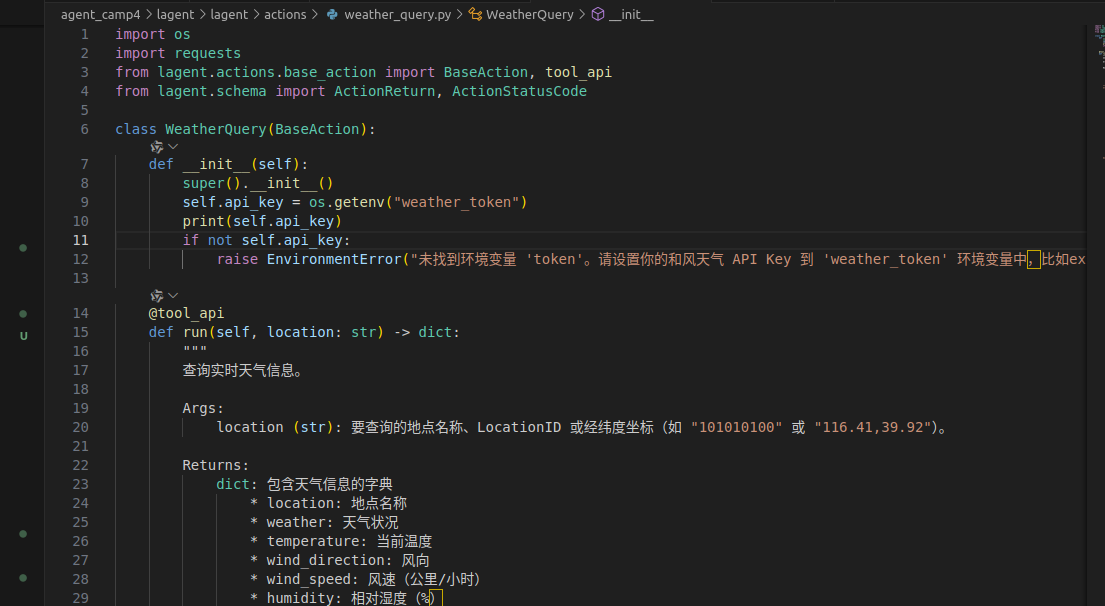 agent_camp4 > lagent > lagent > actions > weather_query.py > WeatherQuery > __init__
1 import os
2 import requests
3 from lagent.actions.base_action import BaseAction, tool_api
4 from lagent.schema import ActionReturn, ActionStatusCode
5
6 class WeatherQuery(BaseAction):
7 def __init__(self):
8 super().__init__()
9 self.api_key = os.getenv("weather_token")
10 print(self.api_key)
11 if not self.api_key:
12 raise EnvironmentError("未找到环境变量 'token'。请设置你的和风天气 API Key 到 'weather_token' 环境变量中，比如ex
13
14 @tool_api
15 def run(self, location: str) -> dict:
U
16 """
17 查询实时天气信息。
18
19 Args:
20 location (str): 要查询的地点名称、LocationID 或经纬度坐标（如 "101010100" 或 "116.41,39.92"）。
21
22 Returns:
23 dict: 包含天气信息的字典
24 * location: 地点名称
25 * weather: 天气状况
26 * temperature: 当前温度
27 * wind_direction: 风向
28 * wind_speed: 风速（公里/小时）
29 * humidity: 相对湿度（%）